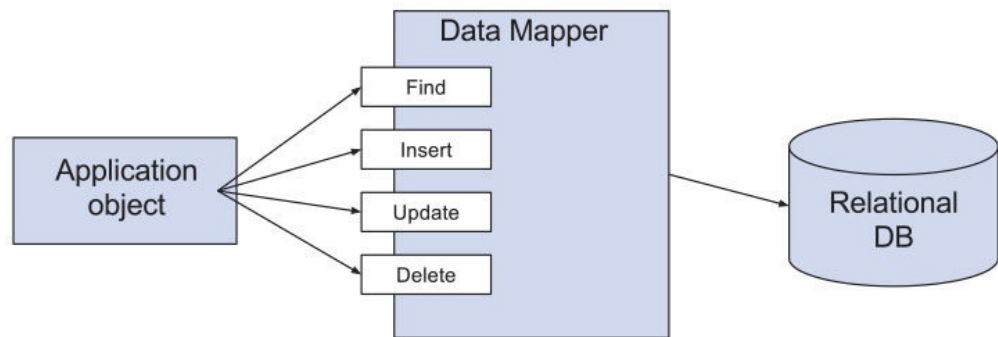 Data Mapper
Find
Insert
Update
Delete
Application
object
Relational
DB